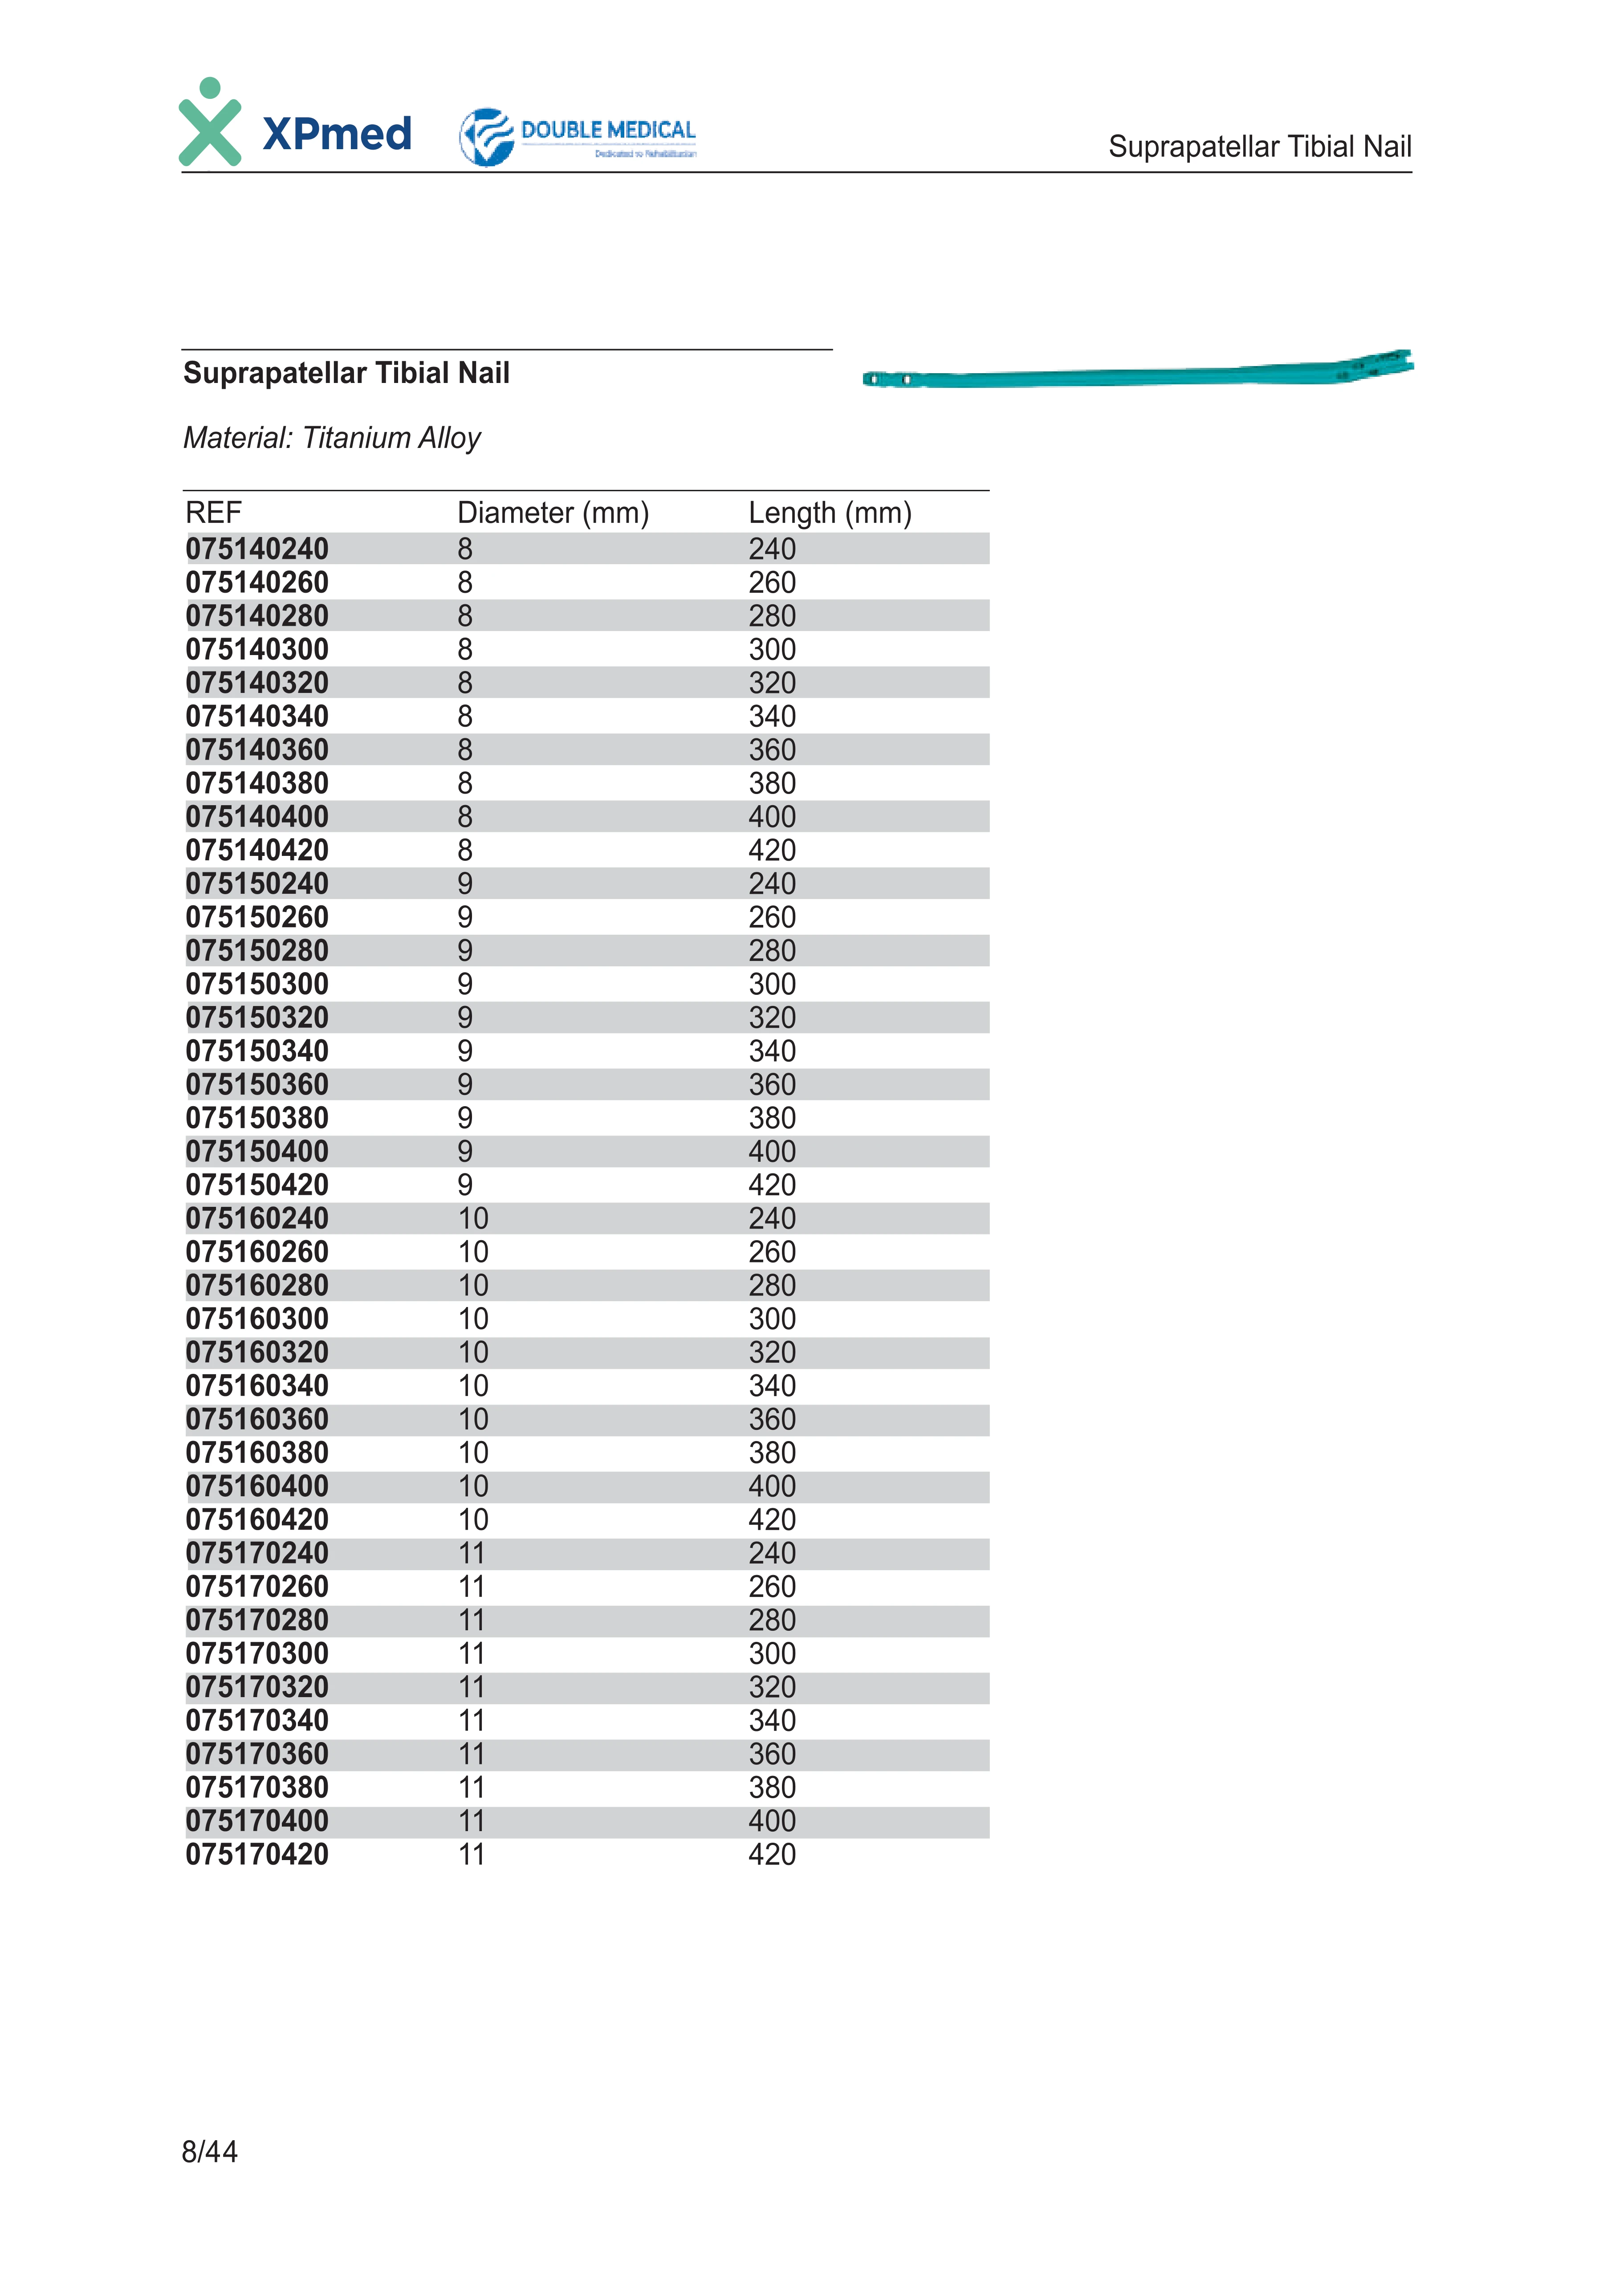 XPmed
DOUBLE MEDICAL
Dedicated to Rehabilitation
Suprapatellar Tibial Nail
Suprapatellar Tibial Nail
Material: Titanium Alloy
REF Diameter (mm) Length (mm)
075140240 8 240
075140260 8 260
075140280 8 280
075140300 8 300
075140320 8 320
075140340 8 340
075140360 8 360
075140380 8 380
075140400 8 400
075140420 8 420
075150240 9 240
075150260 9 260
075150280 9 280
075150300 9 300
075150320 9 320
075150340 9 340
075150360 9 360
075150380 9 380
075150400 9 400
075150420 9 420
075160240 10 240
075160260 10 260
075160280 10 280
075160300 10 300
075160320 10 320
075160340 10 340
075160360 10 360
075160380 10 380
075160400 10 400
075160420 10 420
075170240 11 240
075170260 11 260
075170280 11 280
075170300 11 300
075170320 11 320
075170340 11 340
075170360 11 360
075170380 11 380
075170400 11 400
075170420 11 420
8/44